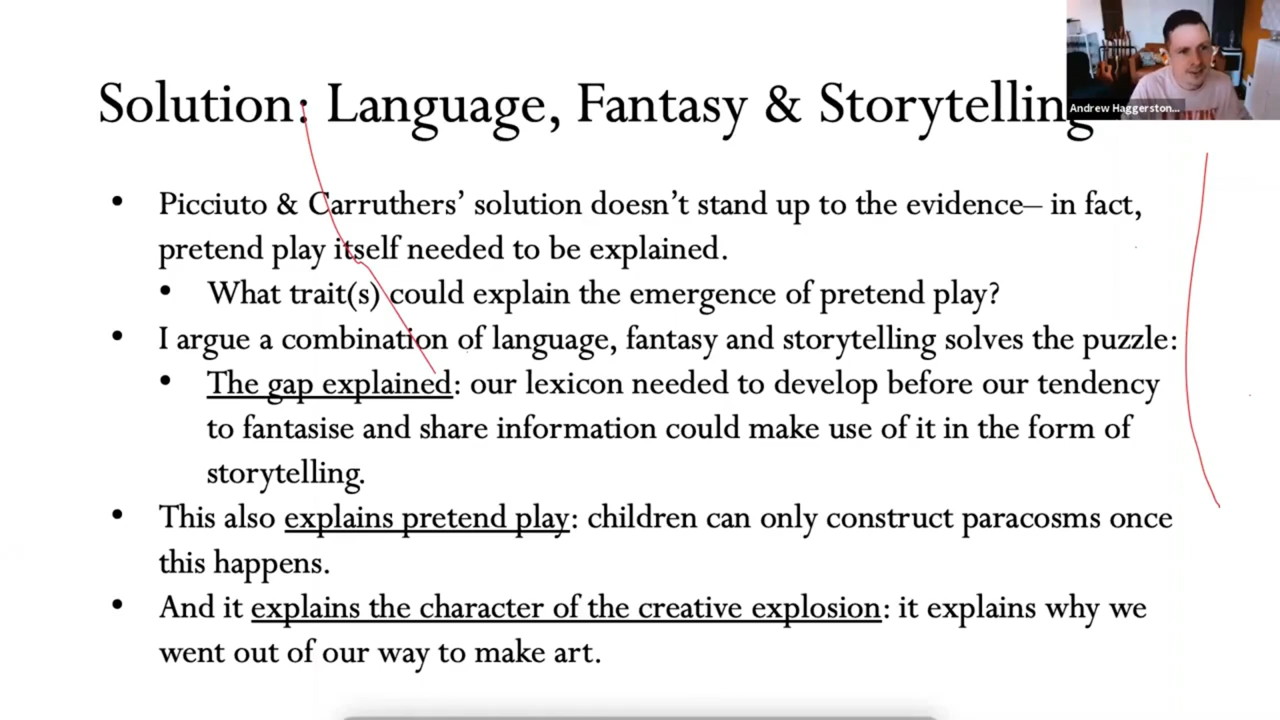 Solution: Language, Fantasy & Storytelling
Andrew Haggerston...
• Picciuto & Carruthers’ solution doesn’t stand up to the evidence– in fact,
pretend play itself needed to be explained.
• What trait(s) could explain the emergence of pretend play?
• I argue a combination of language, fantasy and storytelling solves the puzzle:
• The gap explained: our lexicon needed to develop before our tendency
to fantasise and share information could make use of it in the form of
storytelling.
• This also explains pretend play: children can only construct paracosms once
this happens.
• And it explains the character of the creative explosion: it explains why we
went out of our way to make art.